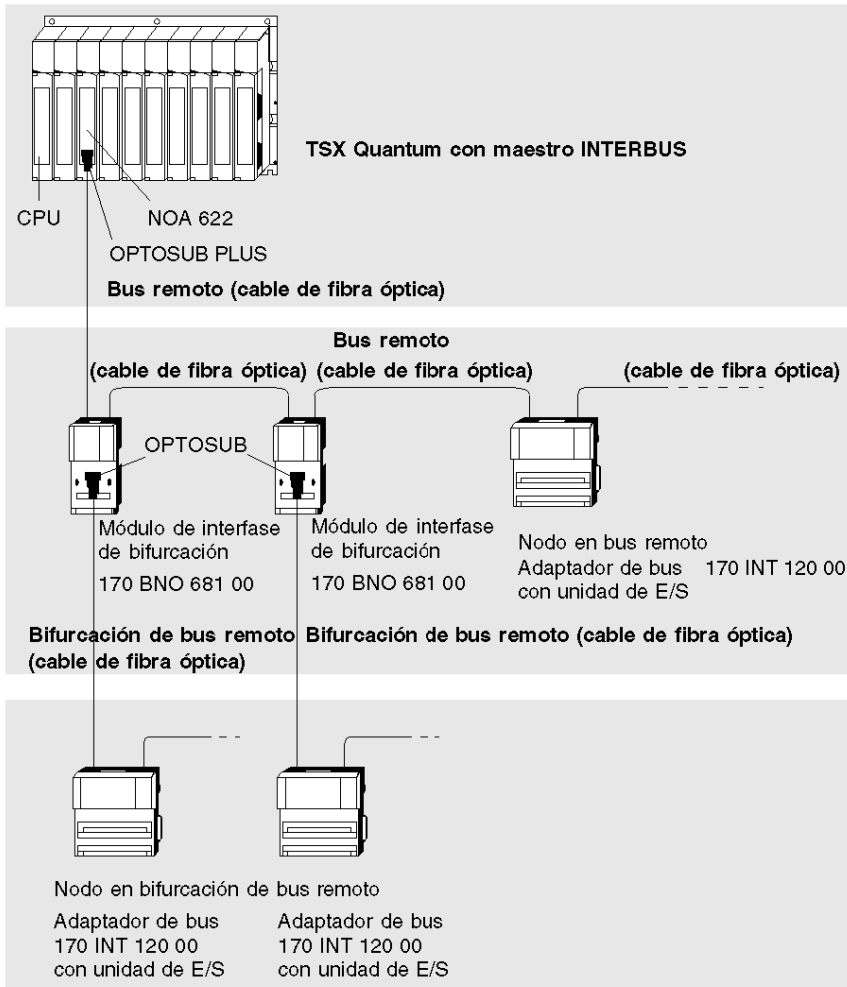 TSX Quantum con maestro INTERBUS
CPU
NOA 622
OPTOSUB PLUS
Bus remoto (cable de fibra óptica)
Bus remoto
(cable de fibra óptica) (cable de fibra óptica)
(cable de fibra óptica)
OPTOSUB
Módulo de interfase
de bifurcación
170 BNO 681 00
Módulo de interfase
de bifurcación
170 BNO 681 00
Nodo en bus remoto
Adaptador de bus 170 INT 120 00
con unidad de E/S
Bifurcación de bus remoto
(cable de fibra óptica)
Bifurcación de bus remoto (cable de fibra óptica)
Nodo en bifurcación de bus remoto
Adaptador de bus
170 INT 120 00
con unidad de E/S
Adaptador de bus
170 INT 120 00
con unidad de E/S